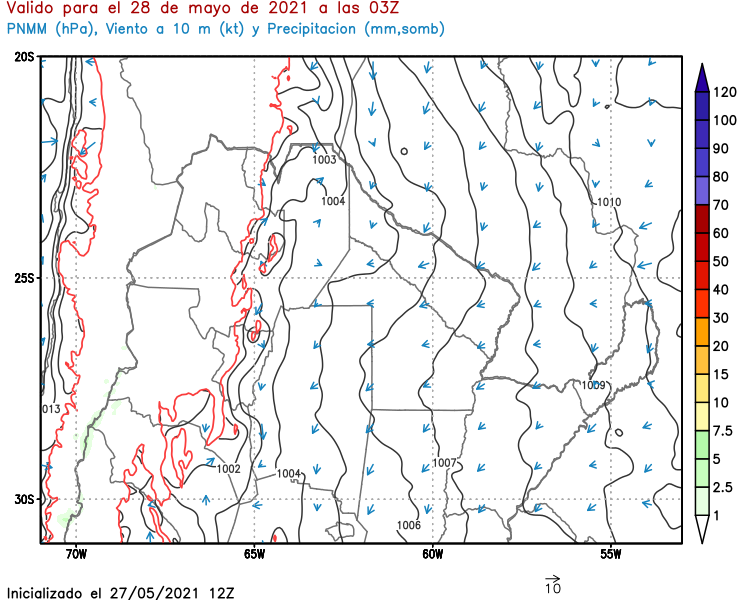 Valido para el 28 de mayo de 2021 a las 03Z
PNMM (hPa), Viento a 10 m (kt) y Precipitacion (mm,somb)
20S
25S
30S
70W
65W
60W
55W
1003
1004
1010
1009
013
1002
1004
1007
1006
120
100
90
80
70
60
50
40
30
20
15
10
7.5
5
2.5
1
Inicializado el 27/05/2021 12Z
10